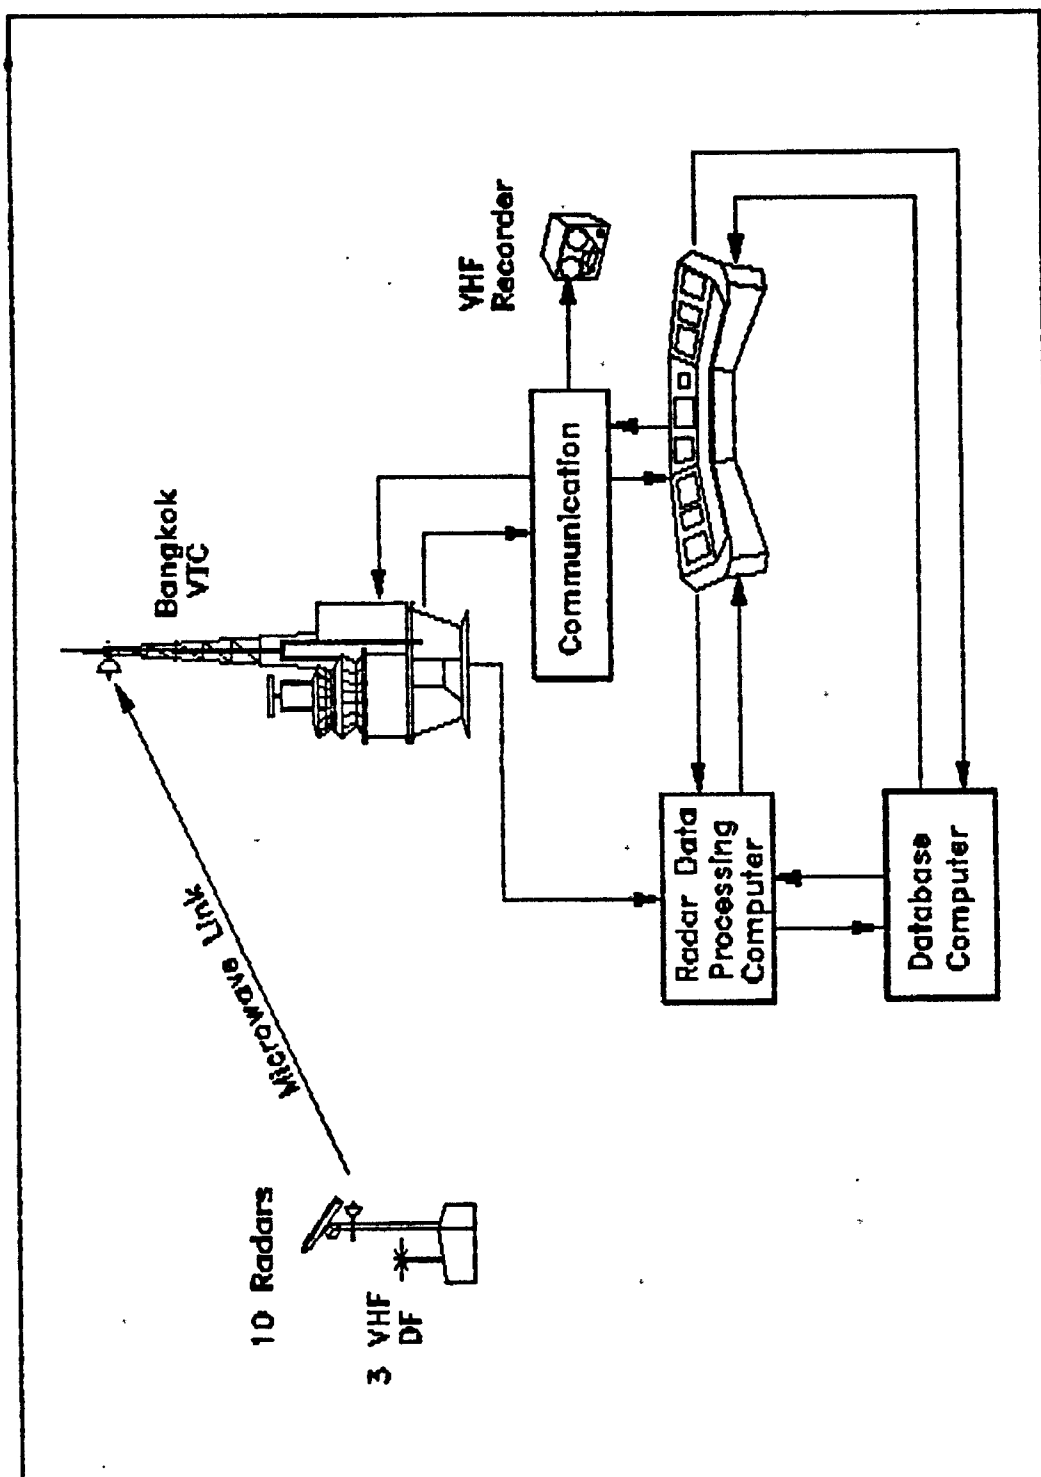 10 Radars
3 VHF
DF
Microwave Link
Bangkok
VTC
VHF
Recorder
Communication
Radar Data
Processing
Computer
Database
Computer